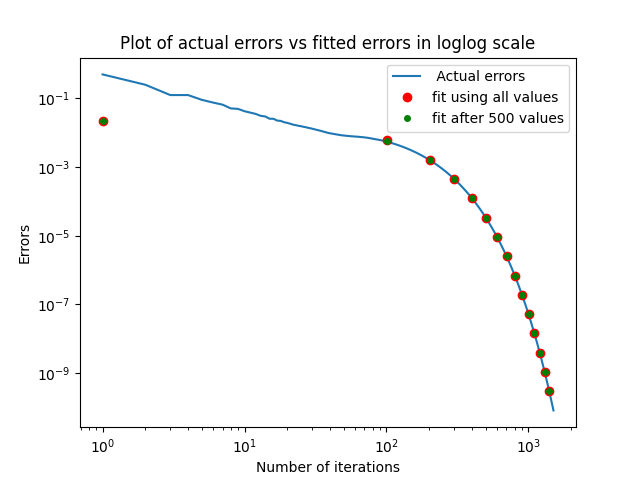 Plot of actual errors vs fitted errors in loglog scale
Actual errors
fit using all values
fit after 500 values
Errors
10⁻¹
10⁻³
10⁻⁵
10⁻⁷
10⁻⁹
10⁰ 10¹ 10² 10³
Number of iterations